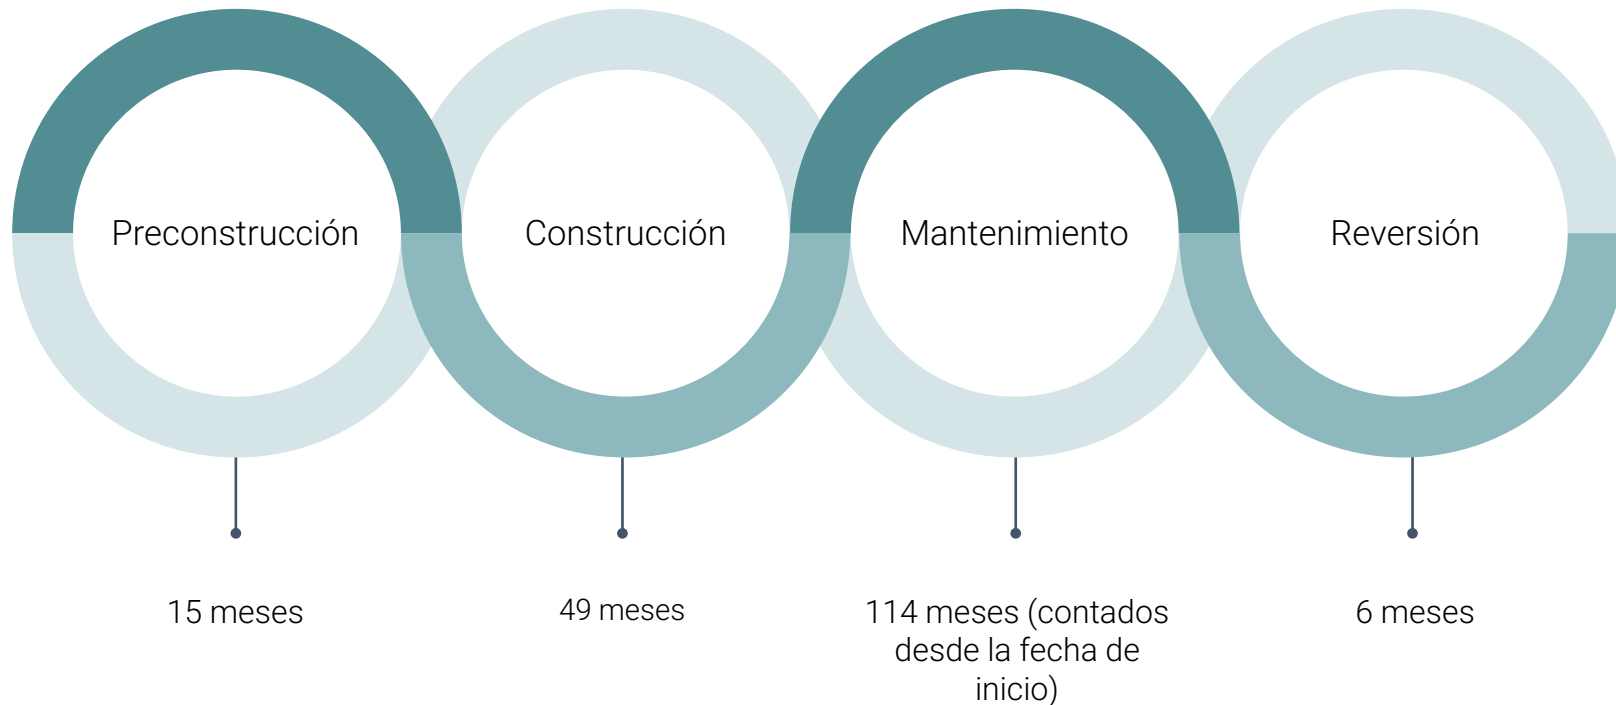 Preconstrucción
Construcción
Mantenimiento
Reversión
15 meses
49 meses
114 meses (contados
desde la fecha de
inicio)
6 meses